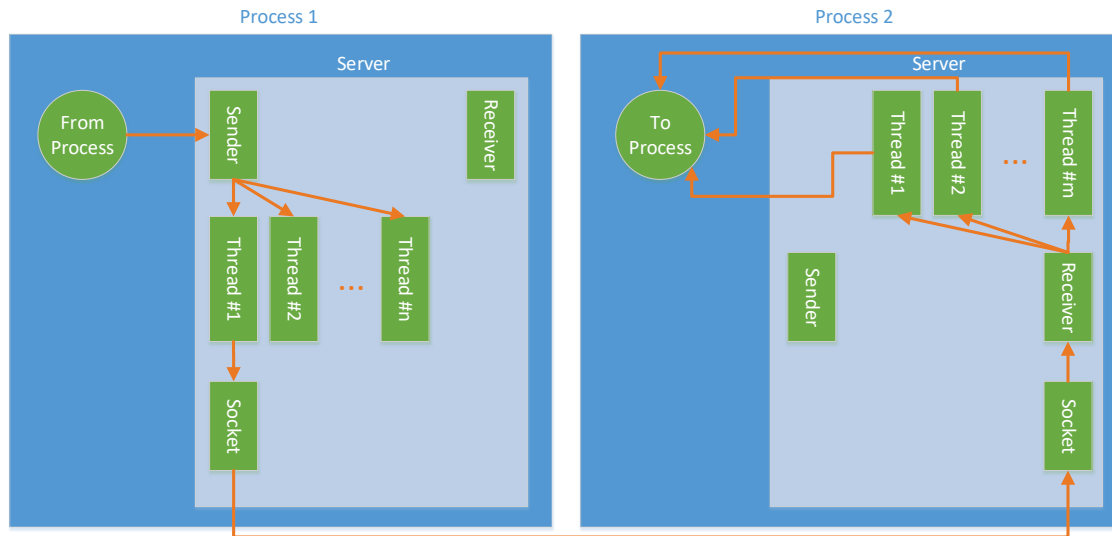 Process 1
Server
From
Process
Sender
Receiver
Thread #1
Thread #2
...
Thread #n
Socket
Process 2
Server
To
Process
Thread #1
Thread #2
...
Thread #m
Sender
Receiver
Socket